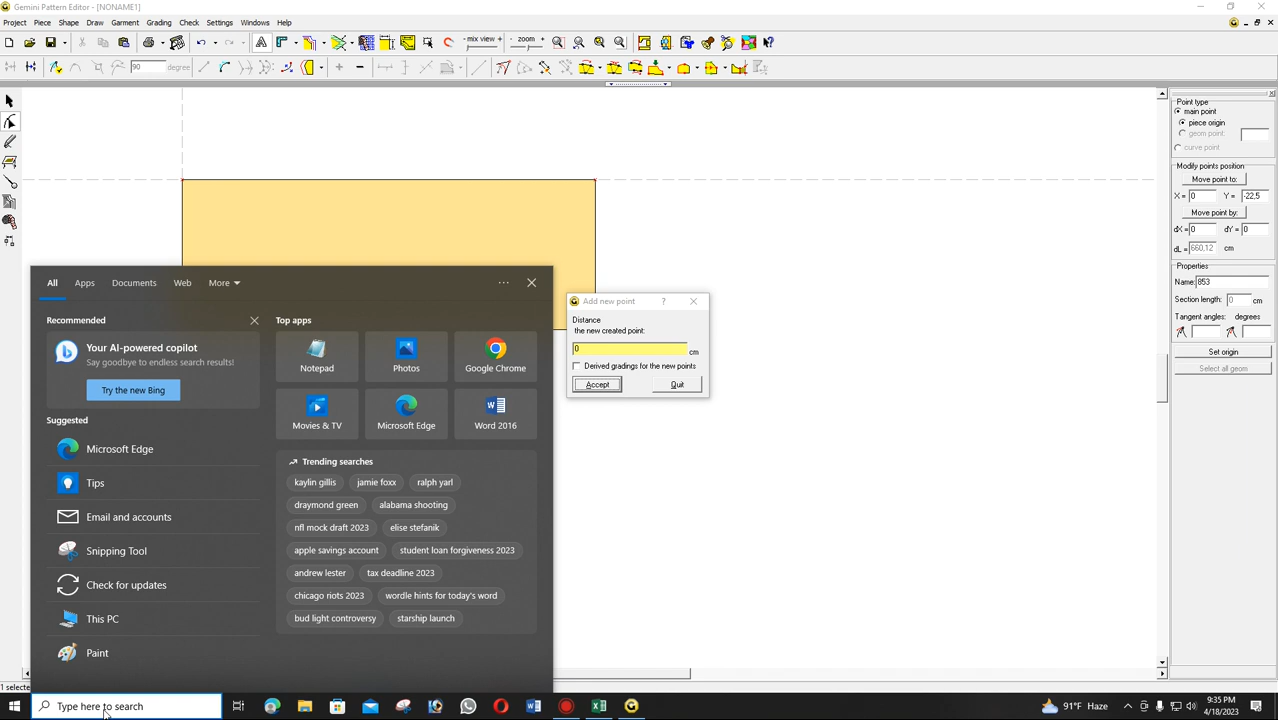 Gemini Pattern Editor - [NONAME1]
Project Piece Shape Draw Garment Grading Check Settings Windows Help
mix view zoom
90 degree
Point type
main point
piece origin
geom point:
curve point
Modify points position
Move point to:
X = 0 Y = -22,5
Move point by:
dX = 0 dY = 0
dL = 660,12 cm
Properties
Name: 853
Section length: 0 cm
Tangent angles: degrees
Set origin
Select all geom
Add new point ?
Distance
the new created point:
0 cm
Derived gradings for the new points
Accept Quit
All Apps Documents Web More
Recommended
Your AI-powered copilot
Say goodbye to endless search results!
Try the new Bing
Suggested
Microsoft Edge
Tips
Email and accounts
Snipping Tool
Check for updates
This PC
Paint
Top apps
Notepad Photos Google Chrome
Movies & TV Microsoft Edge Word 2016
Trending searches
kaylin gillis jamie foxx ralph yarl
draymond green alabama shooting
nfl mock draft 2023 elise stefanik
apple savings account student loan forgiveness 2023
andrew lester tax deadline 2023
chicago riots 2023 wordle hints for today's word
bud light controversy starship launch
1 selecte
Type here to search
91°F Haze
9:35 PM
4/18/2023